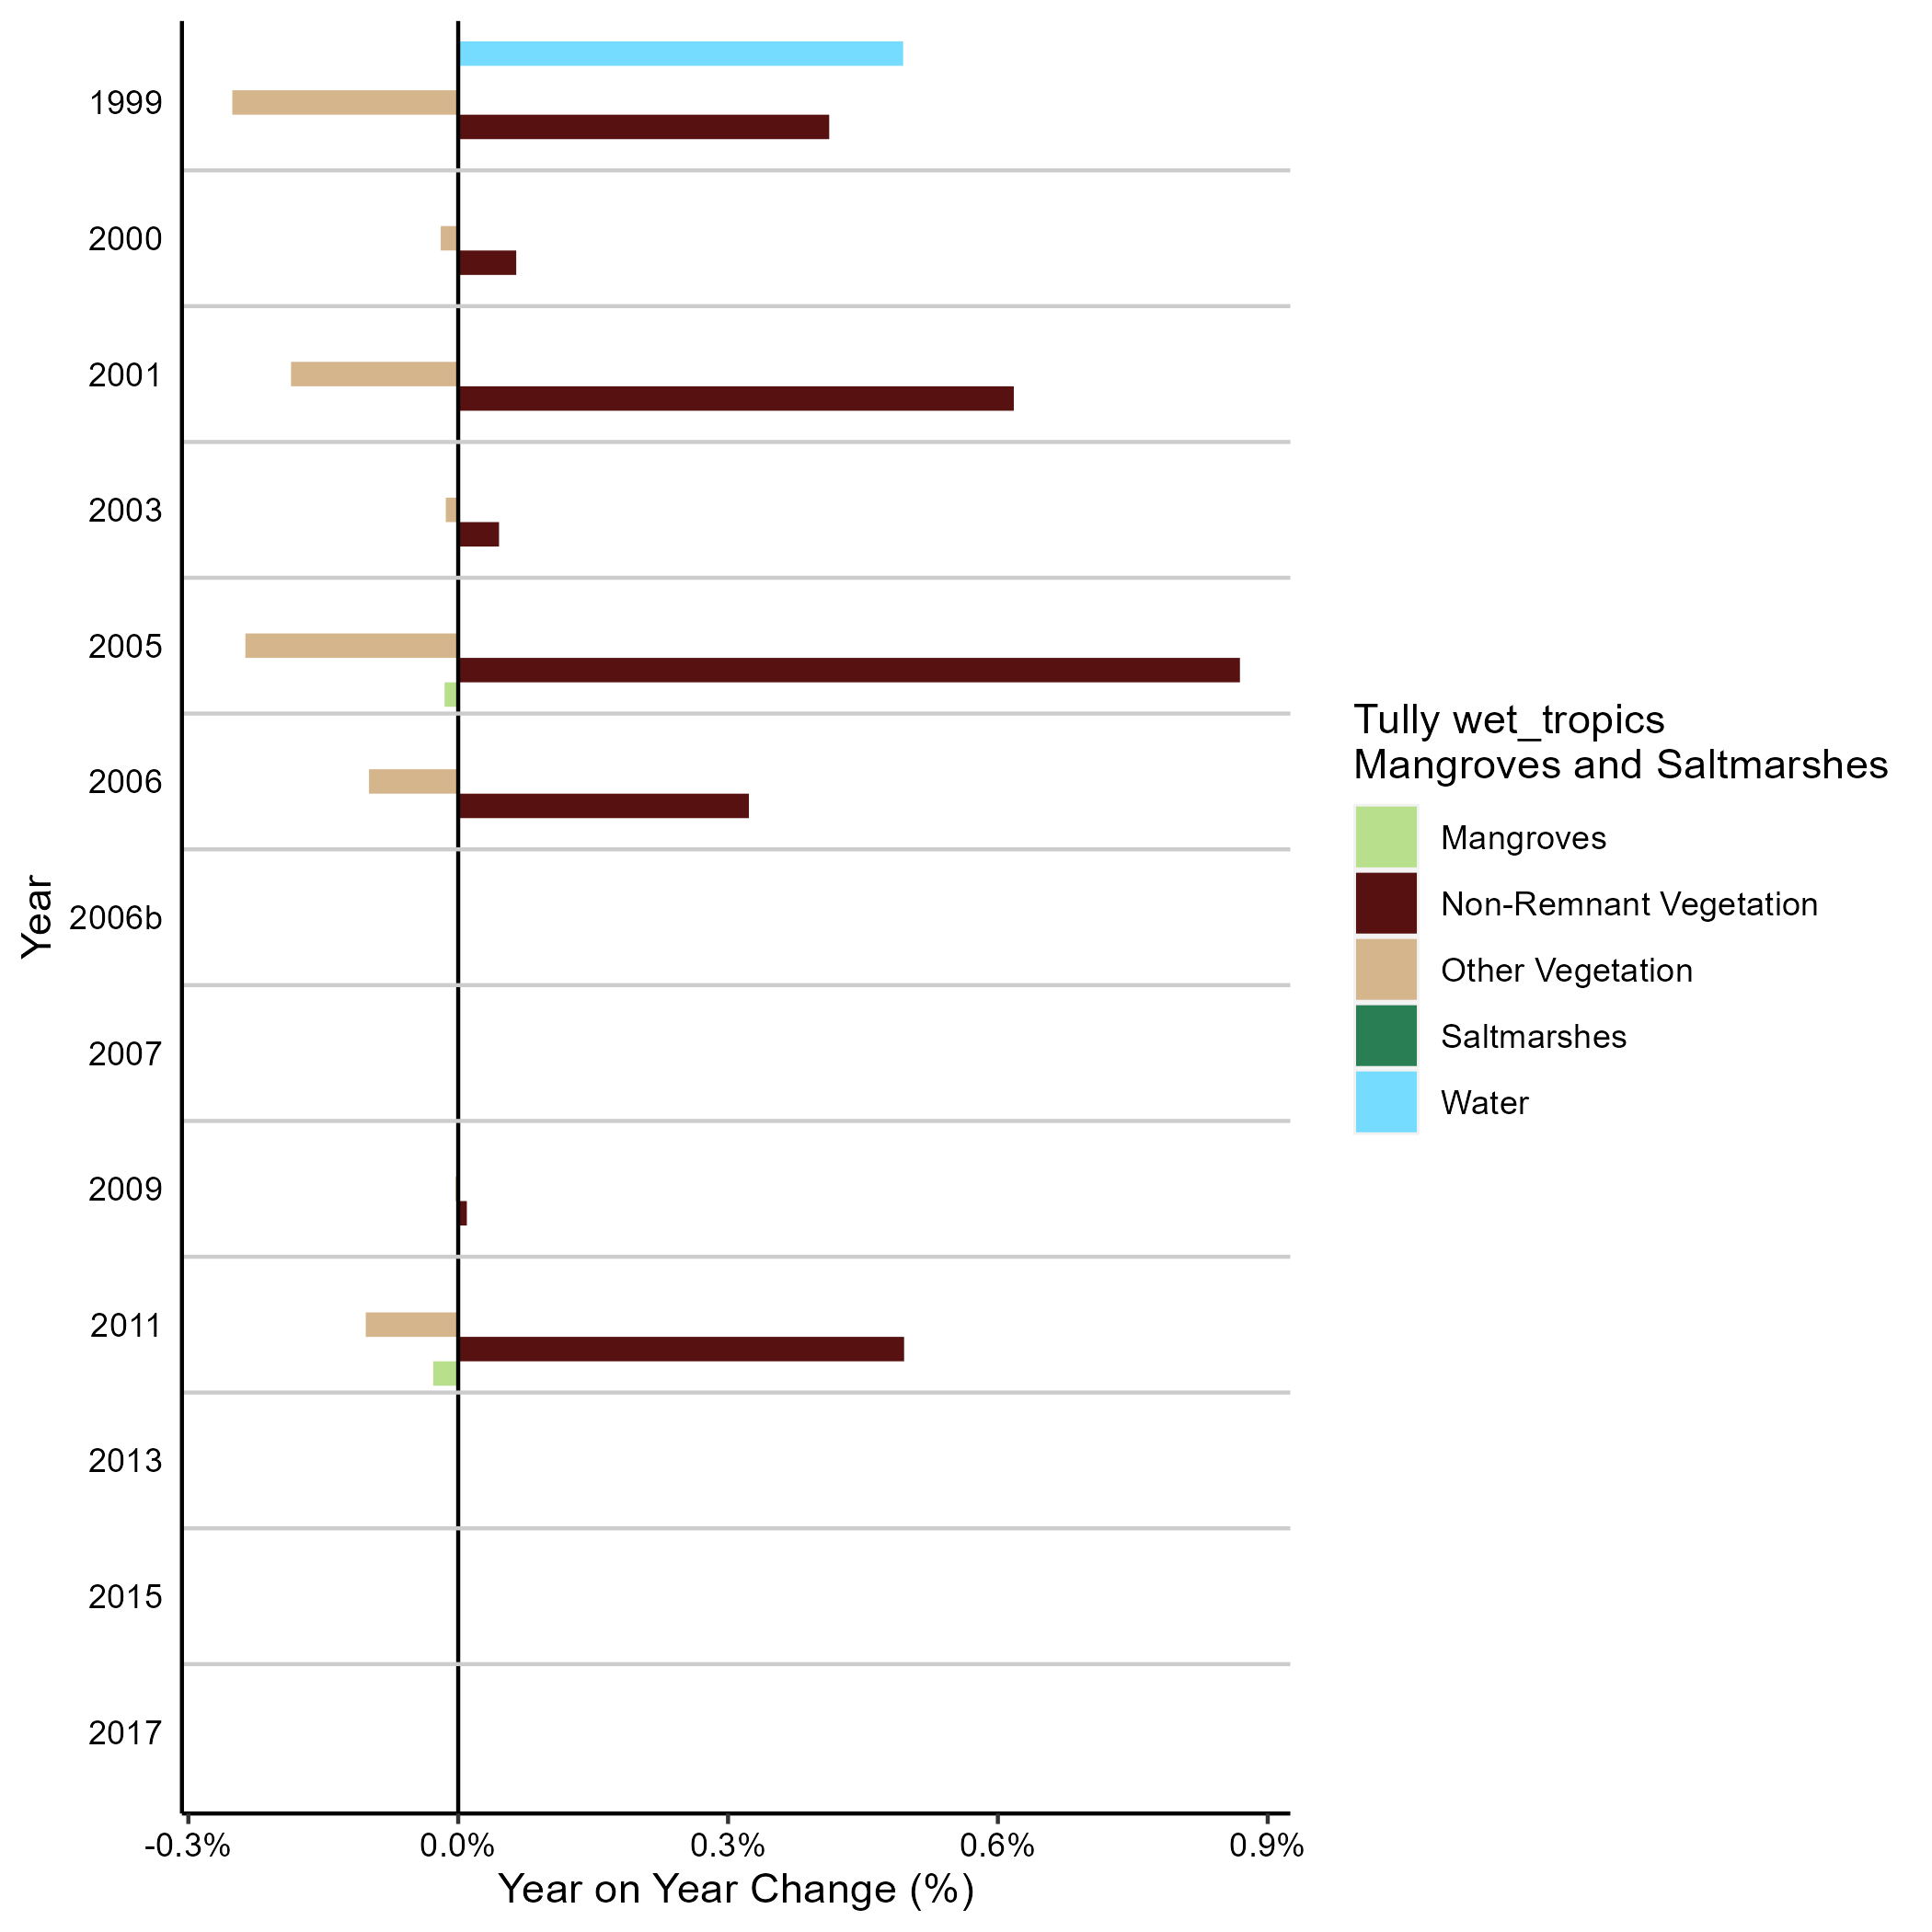 1999
2000
2001
2003
2005
2006
2006b
2007
2009
2011
2013
2015
2017
Year
-0.3%
0.0%
0.3%
0.6%
0.9%
Year on Year Change (%)
Tully wet_tropics
Mangroves and Saltmarshes
Mangroves
Non-Remnant Vegetation
Other Vegetation
Saltmarshes
Water